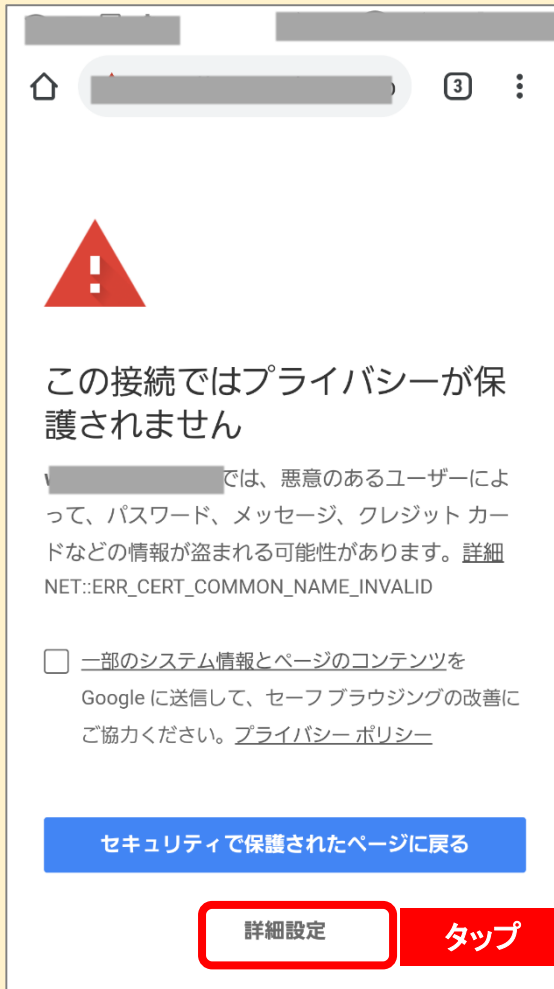 3
この接続ではプライバシーが保
護されません
では、悪意のあるユーザーによ
って、パスワード、メッセージ、クレジット カー
ドなどの情報が盗まれる可能性があります。詳細
NET::ERR_CERT_COMMON_NAME_INVALID
一部のシステム情報とページのコンテンツを
Google に送信して、セーフ ブラウジングの改善に
ご協力ください。プライバシー ポリシー
セキュリティで保護されたページに戻る
詳細設定 タップ